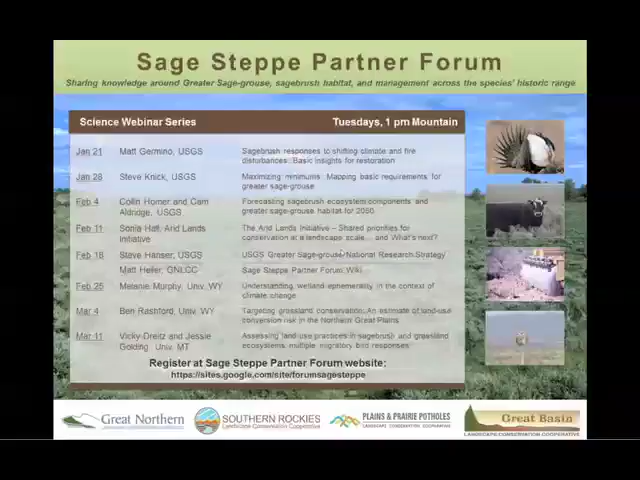 Sage Steppe Partner Forum
Sharing knowledge around Greater Sage-grouse, sagebrush habitat, and management across the species' historic range
Science Webinar Series Tuesdays, 1 pm Mountain
Jan 21 Matt Germino, USGS Sagebrush responses to shifting climate and fire
disturbances: Basic insights for restoration
Jan 28 Steve Knick, USGS Maximizing minimums: Mapping basic requirements for
greater sage-grouse
Feb 4 Collin Homer and Cam Forecasting sagebrush ecosystem components and
Aldridge, USGS greater sage-grouse habitat for 2050
Feb 11 Sonia Hall, Arid Lands The Arid Lands Initiative – Shared priorities for
Initiative conservation at a landscape scale… and What's next?
Feb 18 Steve Hanser, USGS USGS Greater Sage-grouse National Research Strategy
Matt Heller, GNLCC Sage Steppe Partner Forum Wiki
Feb 25 Melanie Murphy, Univ. WY Understanding wetland ephemerality in the context of
climate change
Mar 4 Ben Rashford, Univ. WY Targeting grassland conservation: An estimate of land-use
conversion risk in the Northern Great Plains
Mar 11 Vicky Dreitz and Jessie Assessing land use practices in sagebrush and grassland
Golding Univ. MT ecosystems, multiple migratory bird responses
Register at Sage Steppe Partner Forum website:
https://sites.google.com/site/forumsagesteppe
Great Northern
SOUTHERN ROCKIES
Landscape Conservation Cooperative
PLAINS & PRAIRIE POTHOLES
LANDSCAPE CONSERVATION COOPERATIVE
Great Basin
LANDSCAPE CONSERVATION COOPERATIVE